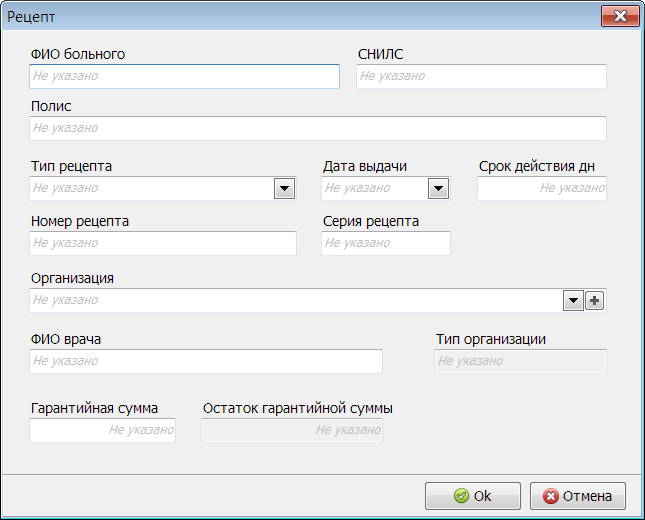 Рецепт
ФИО больного СНИЛС
Не указано Не указано
Полис
Не указано
Тип рецепта Дата выдачи Срок действия дн
Не указано Не указано Не указано
Номер рецепта Серия рецепта
Не указано Не указано
Организация
Не указано
ФИО врача Тип организации
Не указано Не указано
Гарантийная сумма Остаток гарантийной суммы
Не указано Не указано
Ok Отмена